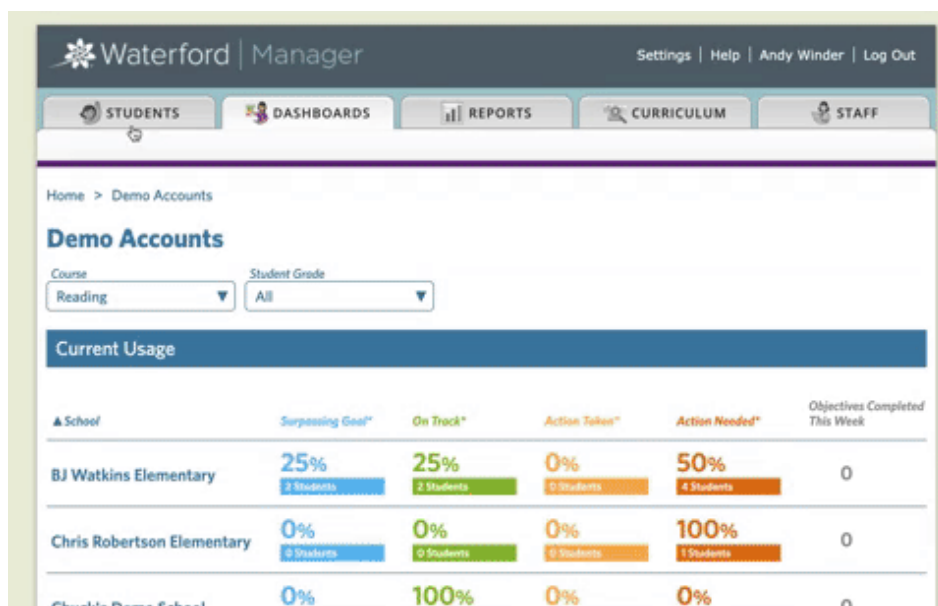 Waterford | Manager
Settings | Help | Andy Winder | Log Out
STUDENTS
DASHBOARDS
REPORTS
CURRICULUM
STAFF
Home > Demo Accounts
Demo Accounts
Course
Student Grade
Reading ▼
All ▼
Current Usage
▲ School
Surpassing Goal*
On Track*
Action Taken*
Action Needed*
Objectives Completed
This Week
BJ Watkins Elementary
25%
2 Students
25%
2 Students
0%
0 Students
50%
4 Students
0
Chris Robertson Elementary
0%
0 Students
0%
0 Students
0%
0 Students
100%
1 Students
0
Demo School
0%
100%
0%
0%
0